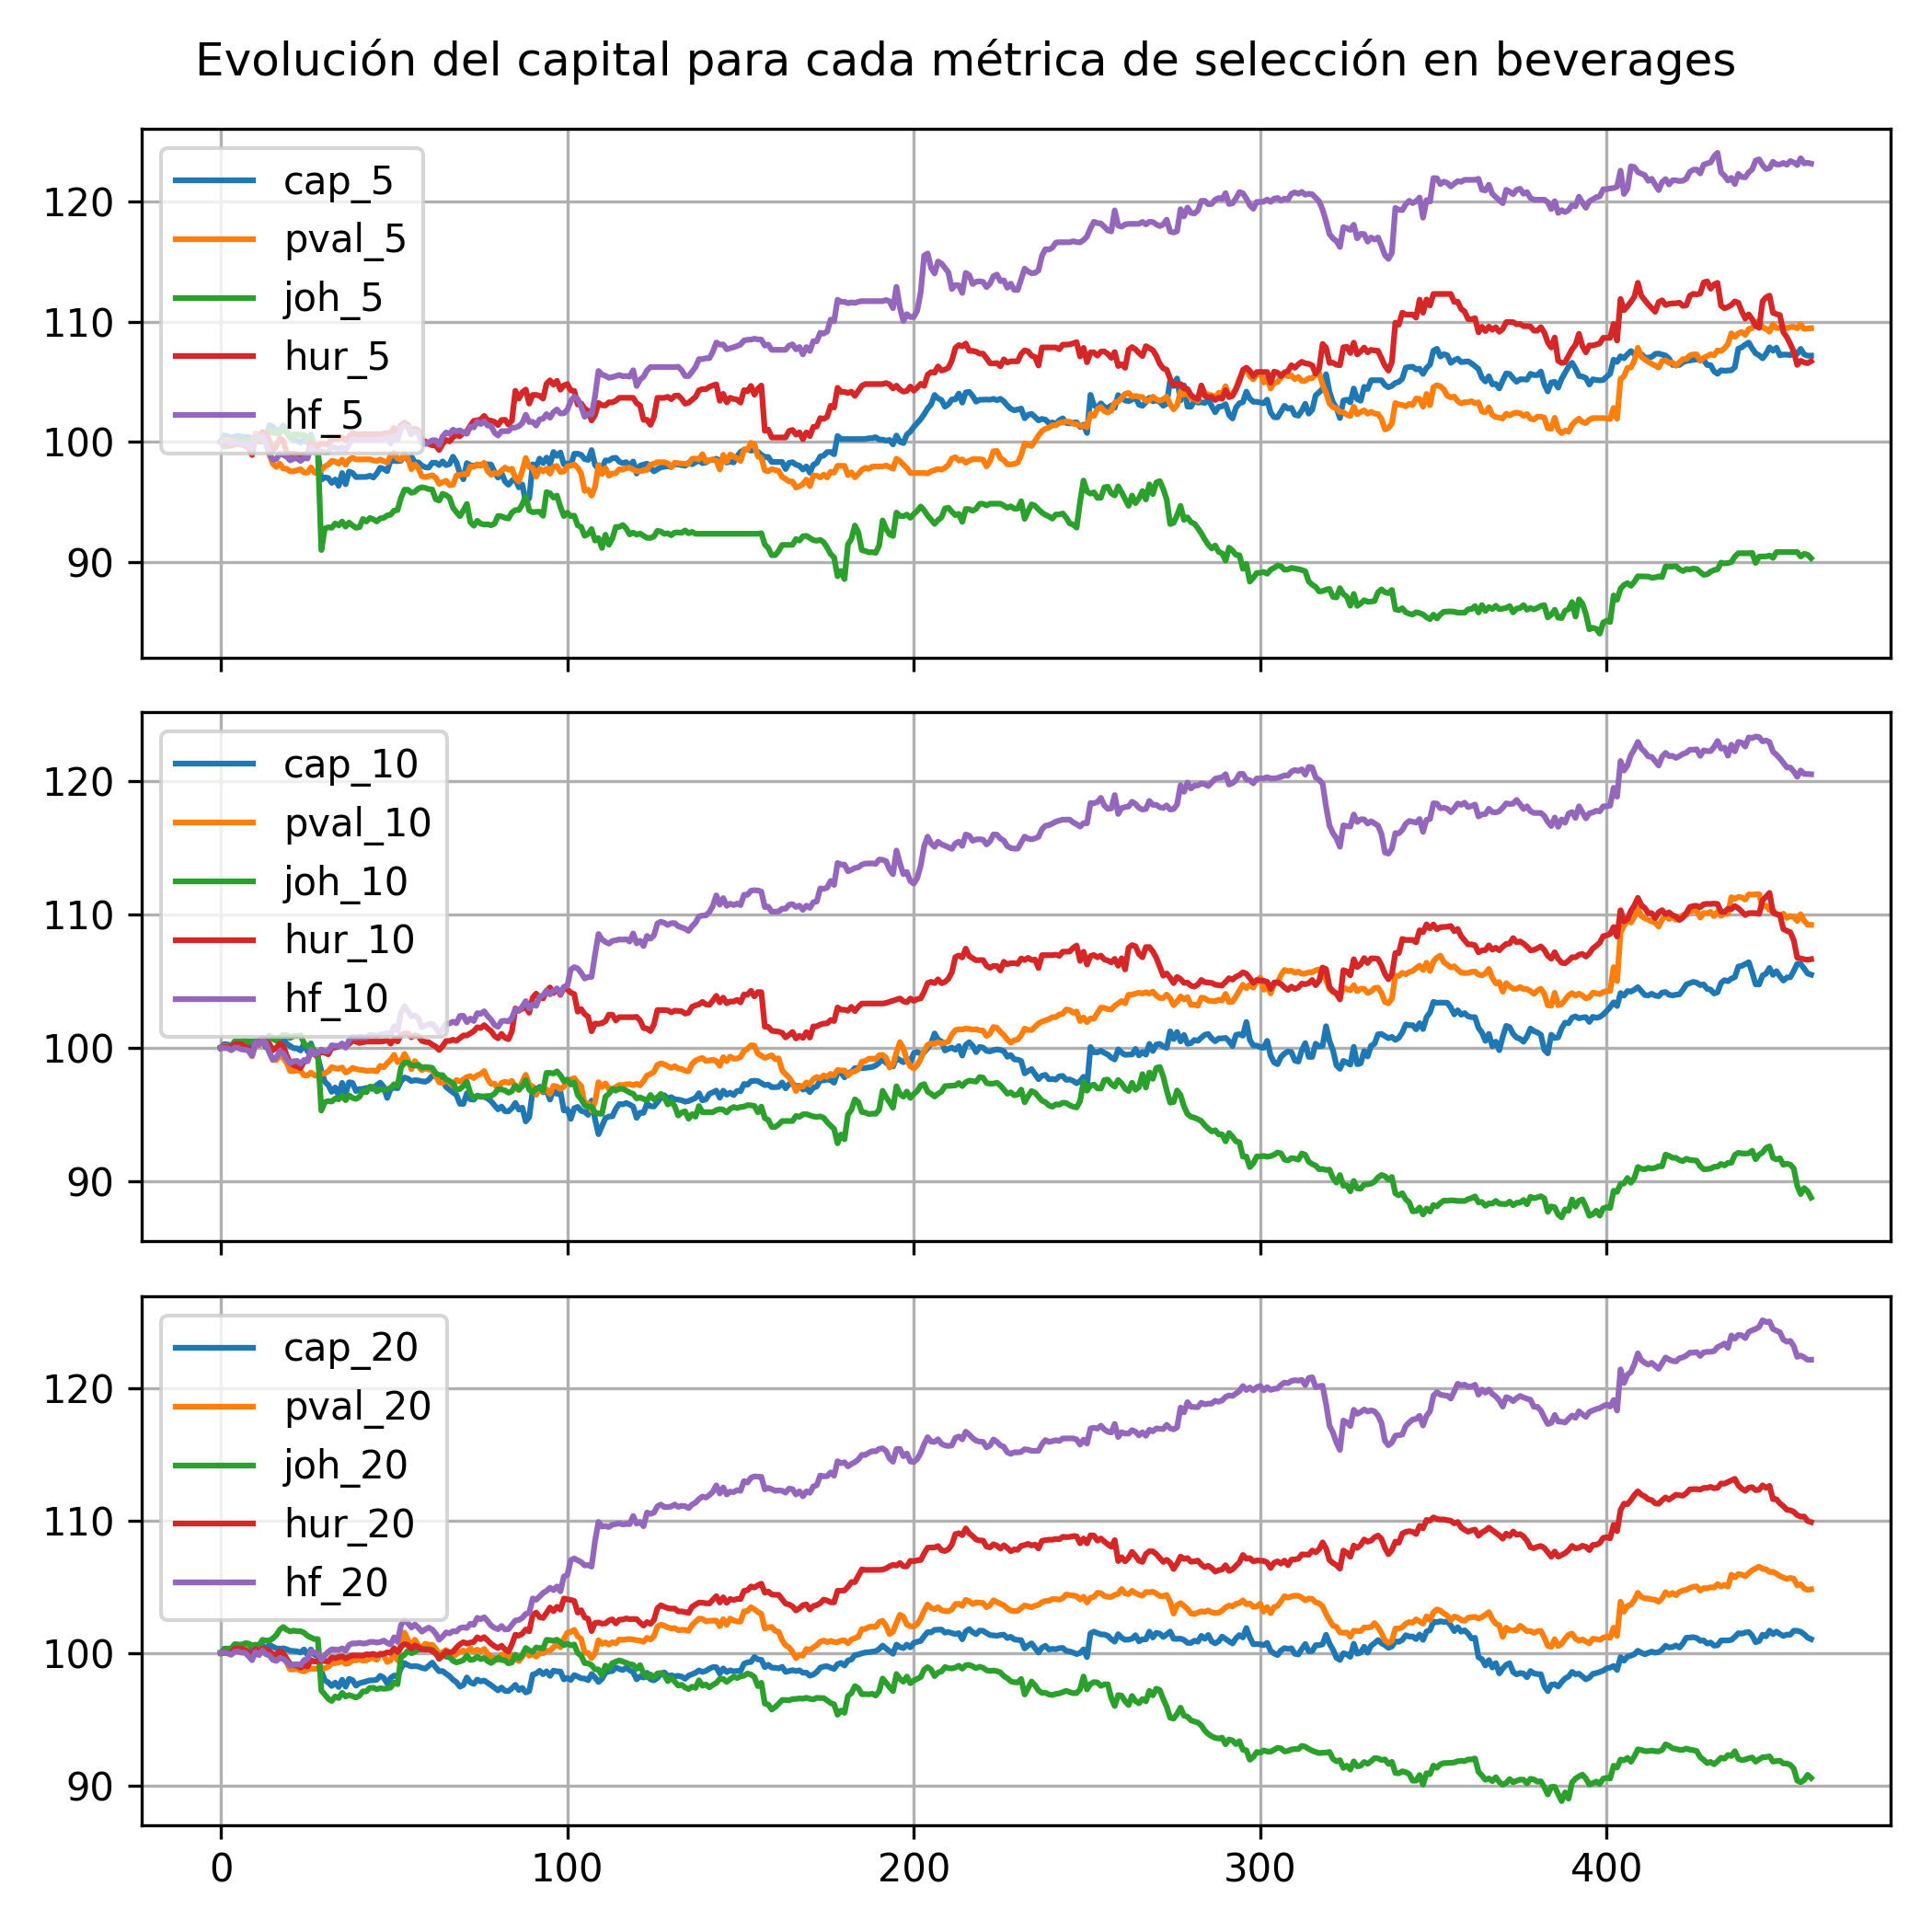 Evolución del capital para cada métrica de selección en beverages
cap_5
pval_5
joh_5
hur_5
hf_5
120
110
100
90
cap_10
pval_10
joh_10
hur_10
hf_10
120
110
100
90
cap_20
pval_20
joh_20
hur_20
hf_20
120
110
100
90
0 100 200 300 400